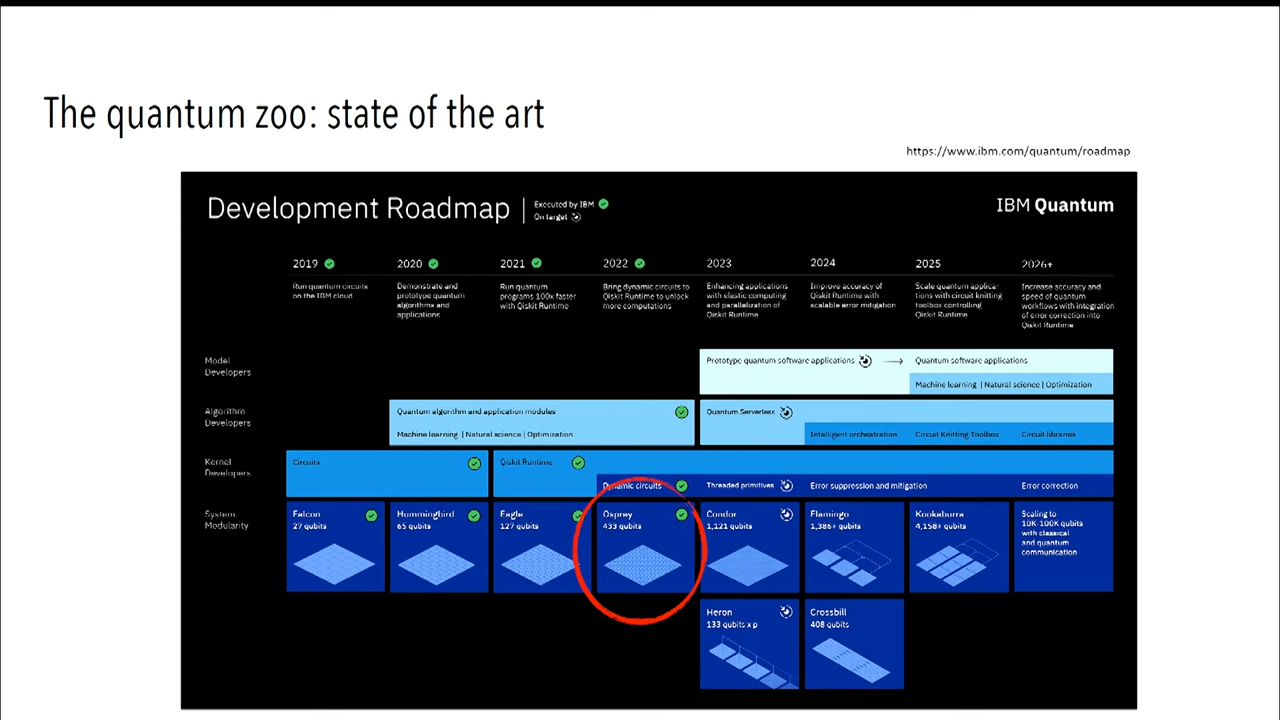 The quantum zoo: state of the art
https://www.ibm.com/quantum/roadmap
Development Roadmap
Executed by IBM
On target
IBM Quantum
2019
Run quantum circuits
on the IBM cloud
2020
Demonstrate and
prototype quantum
algorithms and
applications
2021
Run quantum
programs 100x faster
with Qiskit Runtime
2022
Bring dynamic circuits to
Qiskit Runtime to unlock
more computations
2023
Enhancing applications
with elastic computing
and parallelization of
Qiskit Runtime
2024
Improve accuracy of
Qiskit Runtime with
scalable error mitigation
2025
Scale quantum applica-
tions with circuit knitting
toolbox controlling
Qiskit Runtime
2026+
Increase accuracy and
speed of quantum
workflows with integration
of error correction into
Qiskit Runtime
Model
Developers
Prototype quantum software applications
Quantum software applications
Machine learning | Natural science | Optimization
Algorithm
Developers
Quantum algorithm and application modules
Machine learning | Natural science | Optimization
Quantum Serverless
Intelligent orchestration
Circuit Knitting Toolbox
Circuit libraries
Kernel
Developers
Circuits
Qiskit Runtime
Dynamic circuits
Threaded primitives
Error suppression and mitigation
Error correction
System
Modularity
Falcon
27 qubits
Hummingbird
65 qubits
Eagle
127 qubits
Osprey
433 qubits
Condor
1,121 qubits
Flamingo
1,386+ qubits
Kookaburra
4,158+ qubits
Scaling to
10K-100K qubits
with classical
and quantum
communication
Heron
133 qubits x p
Crossbill
408 qubits